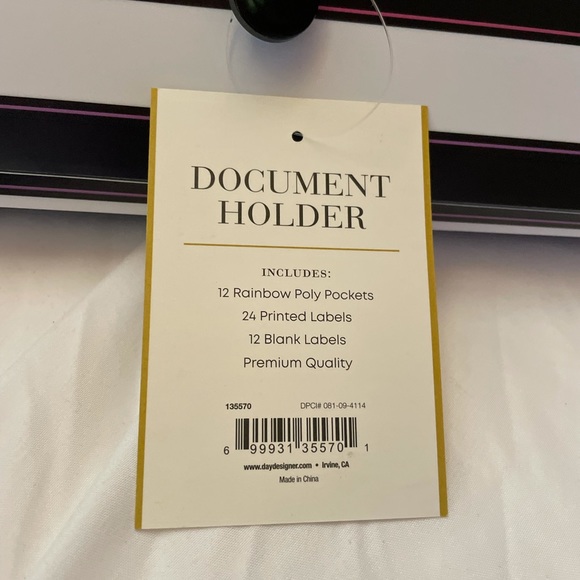 DOCUMENT
HOLDER
INCLUDES:
12 Rainbow Poly Pockets
24 Printed Labels
12 Blank Labels
Premium Quality
135570 DPCI# 081-09-4114
6 99931 35570 1
www.daydesigner.com • Irvine, CA
Made in China